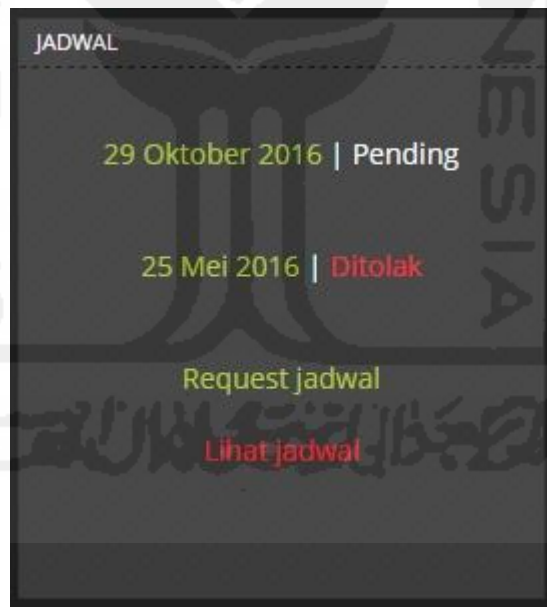 JADWAL
29 Oktober 2016 | Pending
25 Mei 2016 | Ditolak
Request jadwal
Lihat jadwal